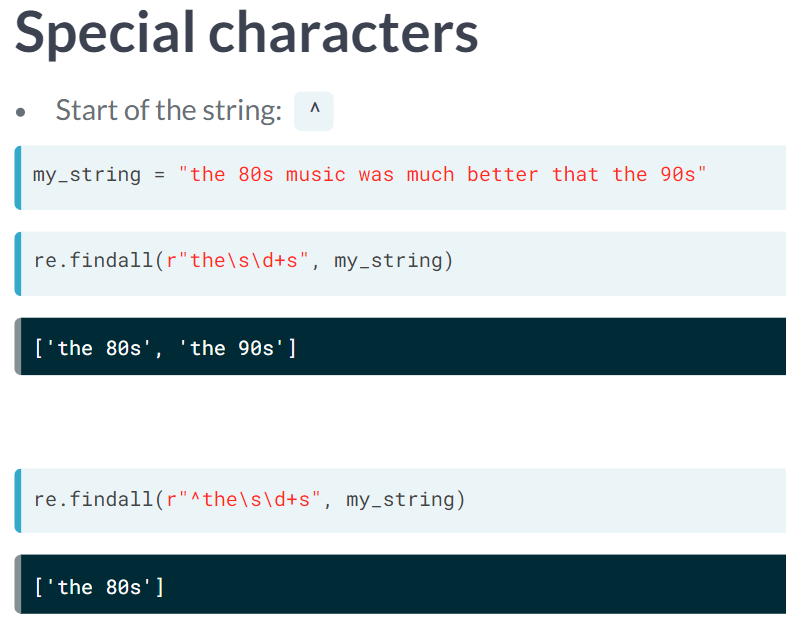 Special characters
• Start of the string: ^
my_string = "the 80s music was much better that the 90s"
re.findall(r"the\s\d+s", my_string)
['the 80s', 'the 90s']
re.findall(r"^the\s\d+s", my_string)
['the 80s']